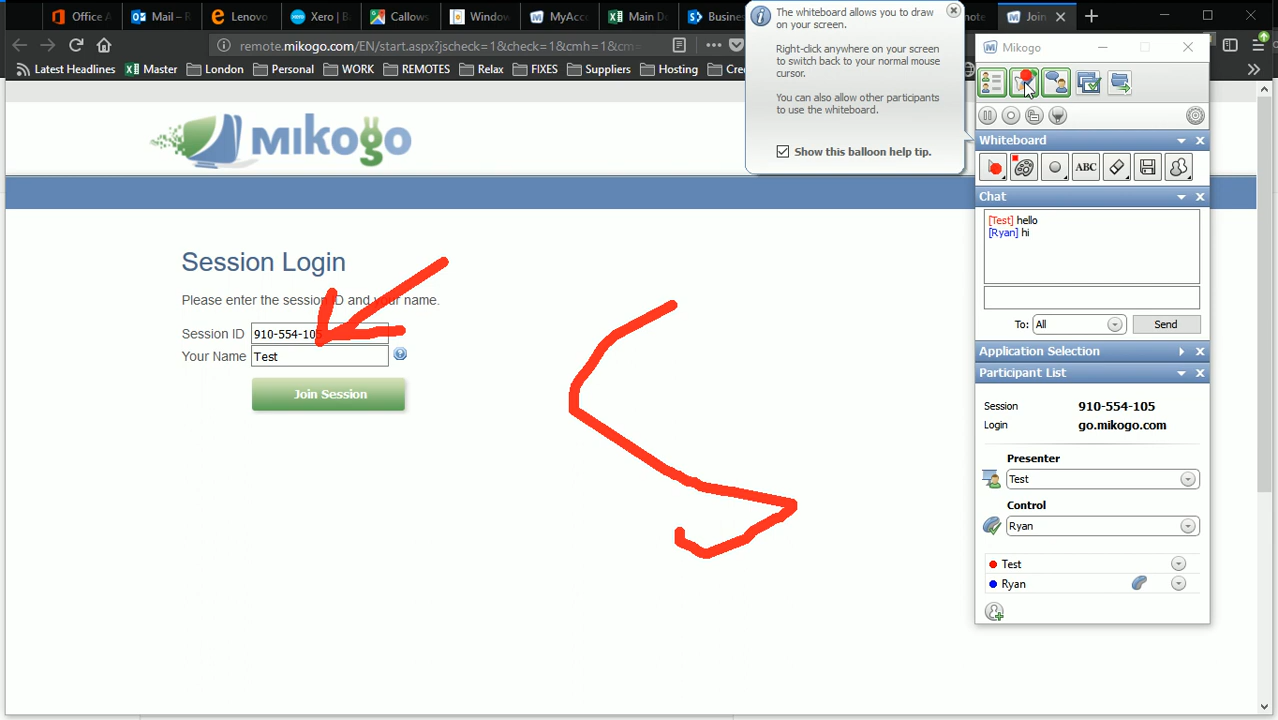 Office A
Mail – R
Lenovo
Xero | B
Callows
Window
MyAcco
Main Do
Busine
note
Join
The whiteboard allows you to draw
on your screen.
Right-click anywhere on your screen
to switch back to your normal mouse
cursor.
You can also allow other participants
to use the whiteboard.
Show this balloon help tip.
remote.mikogo.com/EN/start.aspx?jscheck=1&check=1&cmh=1&cm
Latest Headlines
Master
London
Personal
WORK
REMOTES
Relax
FIXES
Suppliers
Hosting
Cre
mikogo
Session Login
Please enter the session ID and your name.
Session ID 910-554-105
Your Name Test
Join Session
Mikogo
Whiteboard
ABC
Chat
[Test] hello
[Ryan] hi
To: All Send
Application Selection
Participant List
Session 910-554-105
Login go.mikogo.com
Presenter
Test
Control
Ryan
Test
Ryan